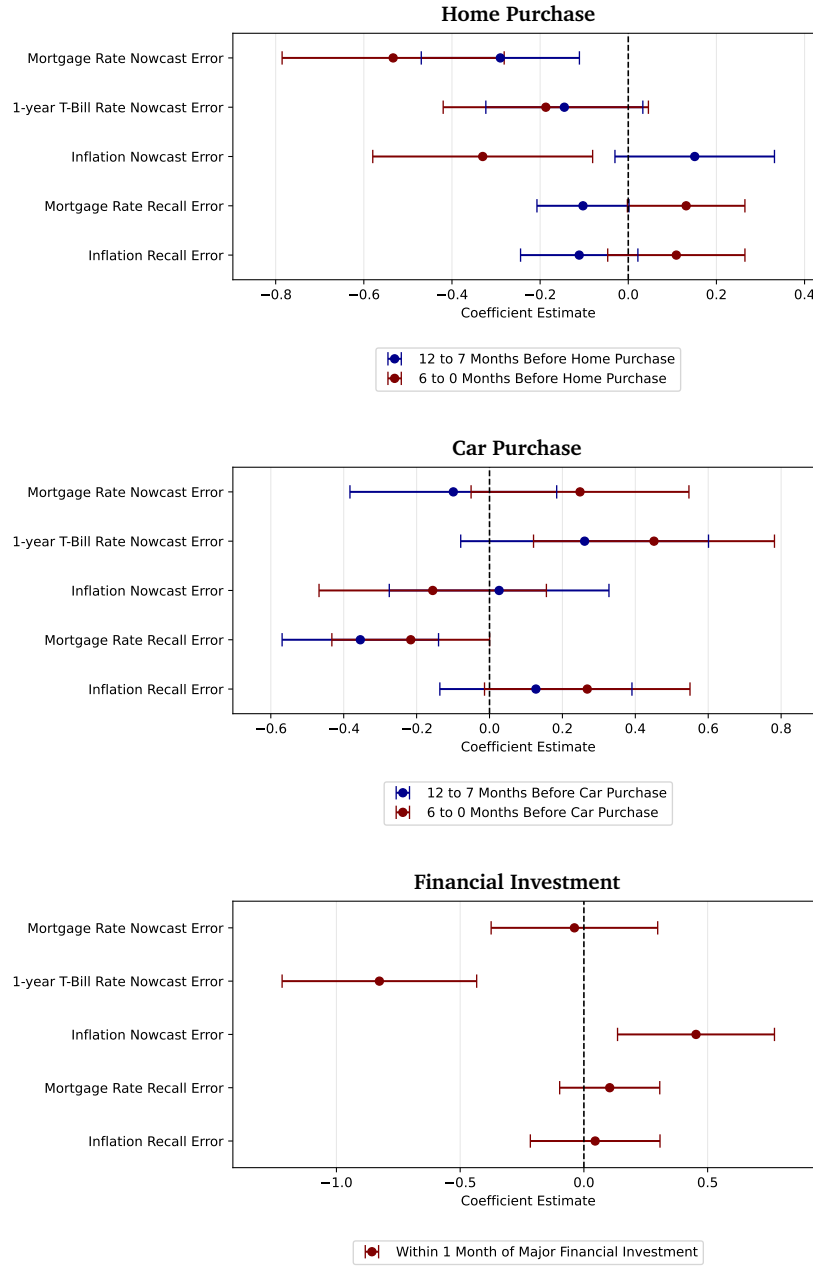 Home Purchase
Mortgage Rate Nowcast Error
1-year T-Bill Rate Nowcast Error
Inflation Nowcast Error
Mortgage Rate Recall Error
Inflation Recall Error
−0.8 −0.6 −0.4 −0.2 0.0 0.2 0.4
Coefficient Estimate
12 to 7 Months Before Home Purchase
6 to 0 Months Before Home Purchase
Car Purchase
Mortgage Rate Nowcast Error
1-year T-Bill Rate Nowcast Error
Inflation Nowcast Error
Mortgage Rate Recall Error
Inflation Recall Error
−0.6 −0.4 −0.2 0.0 0.2 0.4 0.6 0.8
Coefficient Estimate
12 to 7 Months Before Car Purchase
6 to 0 Months Before Car Purchase
Financial Investment
Mortgage Rate Nowcast Error
1-year T-Bill Rate Nowcast Error
Inflation Nowcast Error
Mortgage Rate Recall Error
Inflation Recall Error
−1.0 −0.5 0.0 0.5
Coefficient Estimate
Within 1 Month of Major Financial Investment